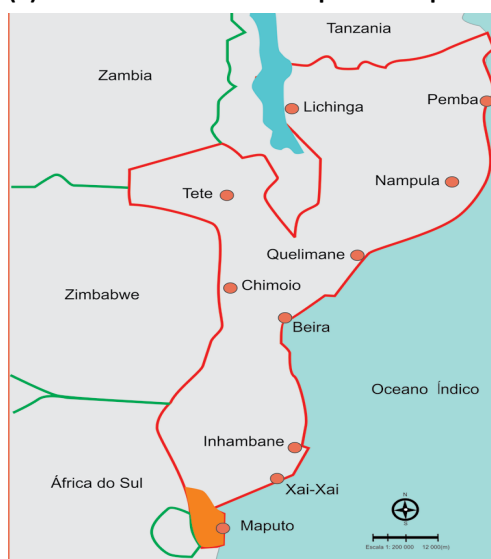 Tanzania
Zambia
Lichinga
Pemba
Tete
Nampula
Quelimane
Chimoio
Zimbabwe
Beira
Oceano Índico
Inhambane
África do Sul
Xai-Xai
Maputo
N
S
Escala 1: 200 000 12 000(m)